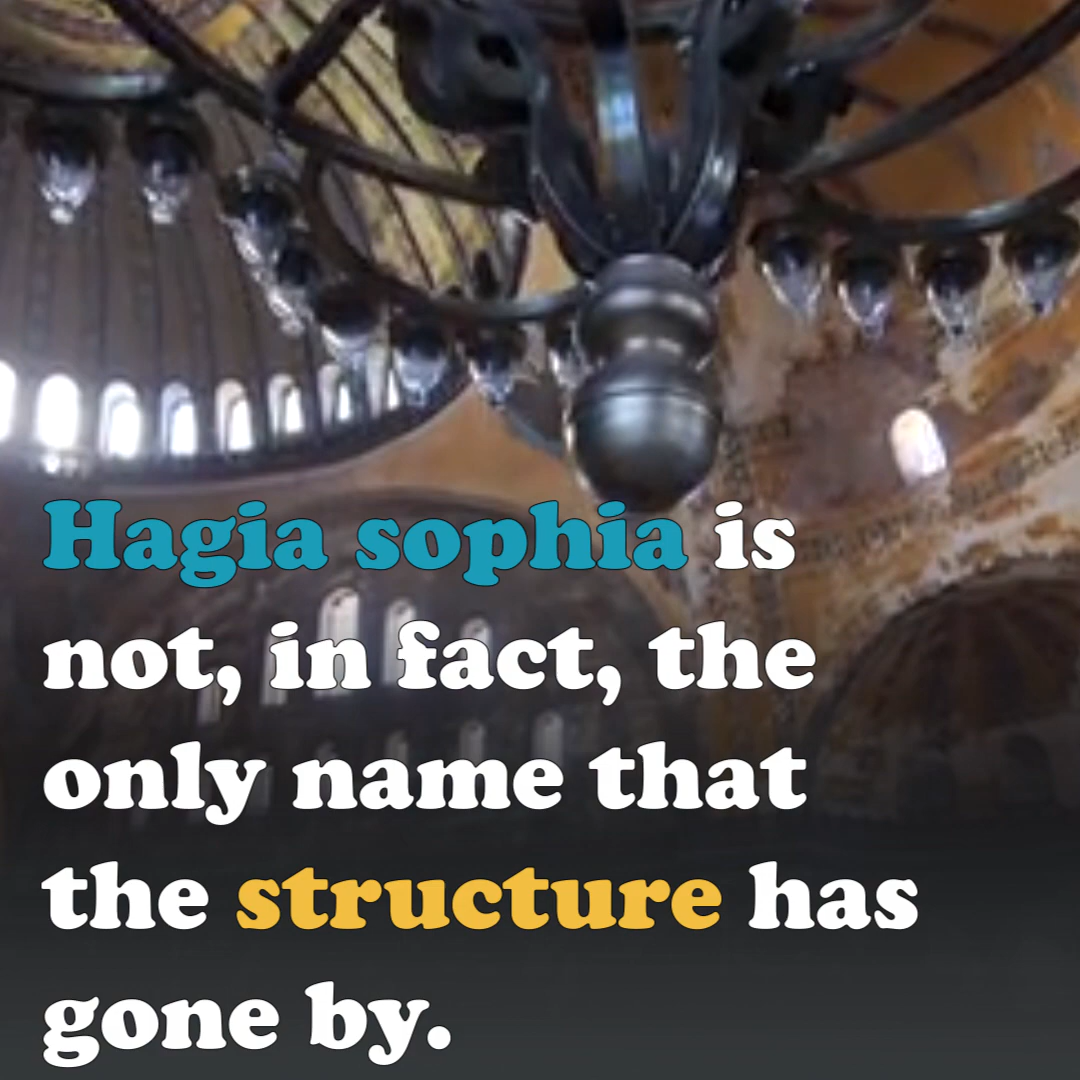 Hagia sophia is
not, in fact, the
only name that
the structure has
gone by.